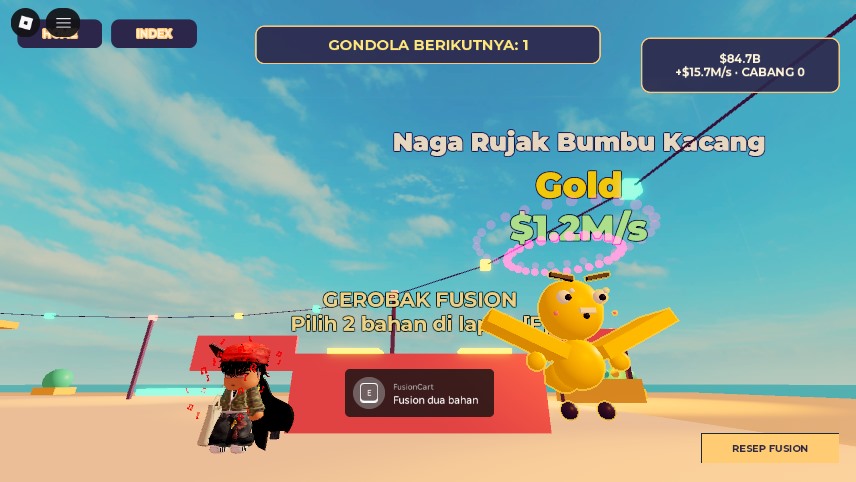 INDEX
GONDOLA BERIKUTNYA: 1
$84.7B
+$15.7M/s · CABANG 0
Naga Rujak Bumbu Kacang
Gold
$1.2M/s
GEROBAK FUSION
Pilih 2 bahan di
E
FusionCart
Fusion dua bahan
RESEP FUSION